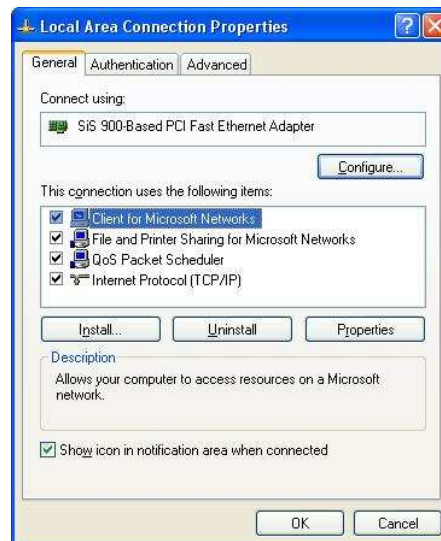 Local Area Connection Properties
General Authentication Advanced
Connect using:
SiS 900-Based PCI Fast Ethernet Adapter
Configure...
This connection uses the following items:
Client for Microsoft Networks
File and Printer Sharing for Microsoft Networks
QoS Packet Scheduler
Internet Protocol (TCP/IP)
Install... Uninstall Properties
Description
Allows your computer to access resources on a Microsoft
network.
Show icon in notification area when connected
OK Cancel